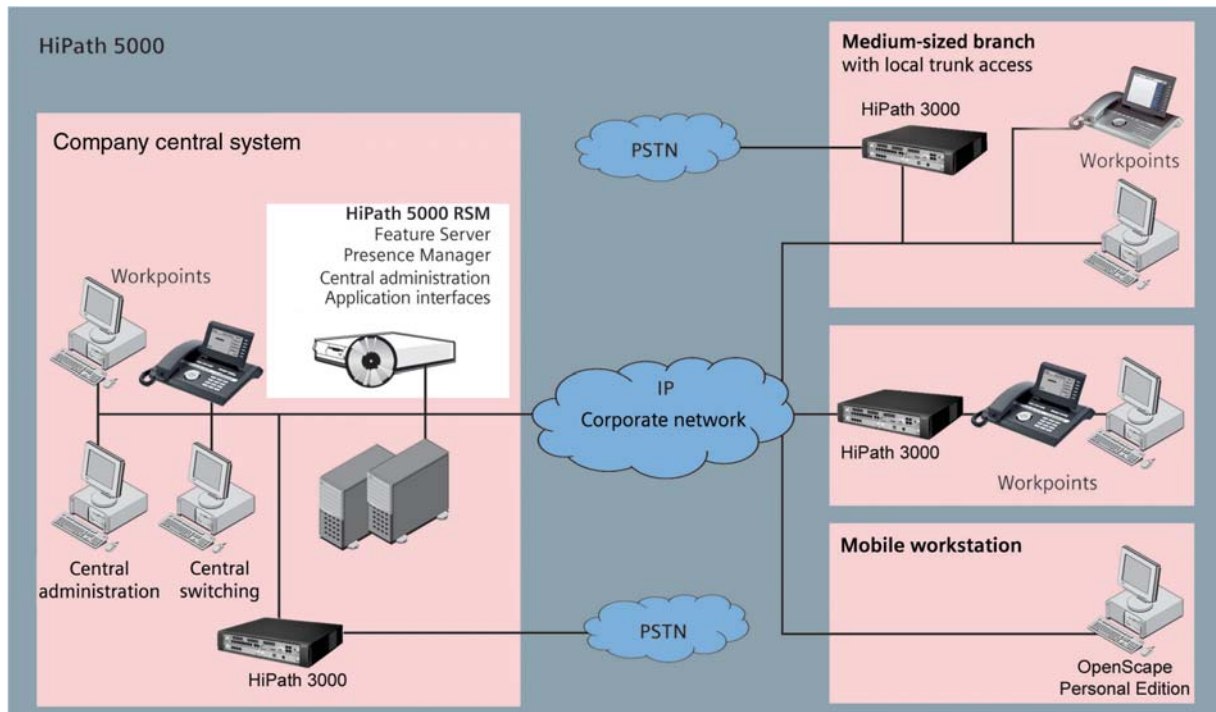 HiPath 5000
Company central system
HiPath 5000 RSM
Feature Server
Presence Manager
Central administration
Application interfaces
Workpoints
Central
administration
Central
switching
HiPath 3000
PSTN
IP
Corporate network
PSTN
Medium-sized branch
with local trunk access
HiPath 3000
Workpoints
HiPath 3000
Workpoints
Mobile workstation
OpenScape
Personal Edition